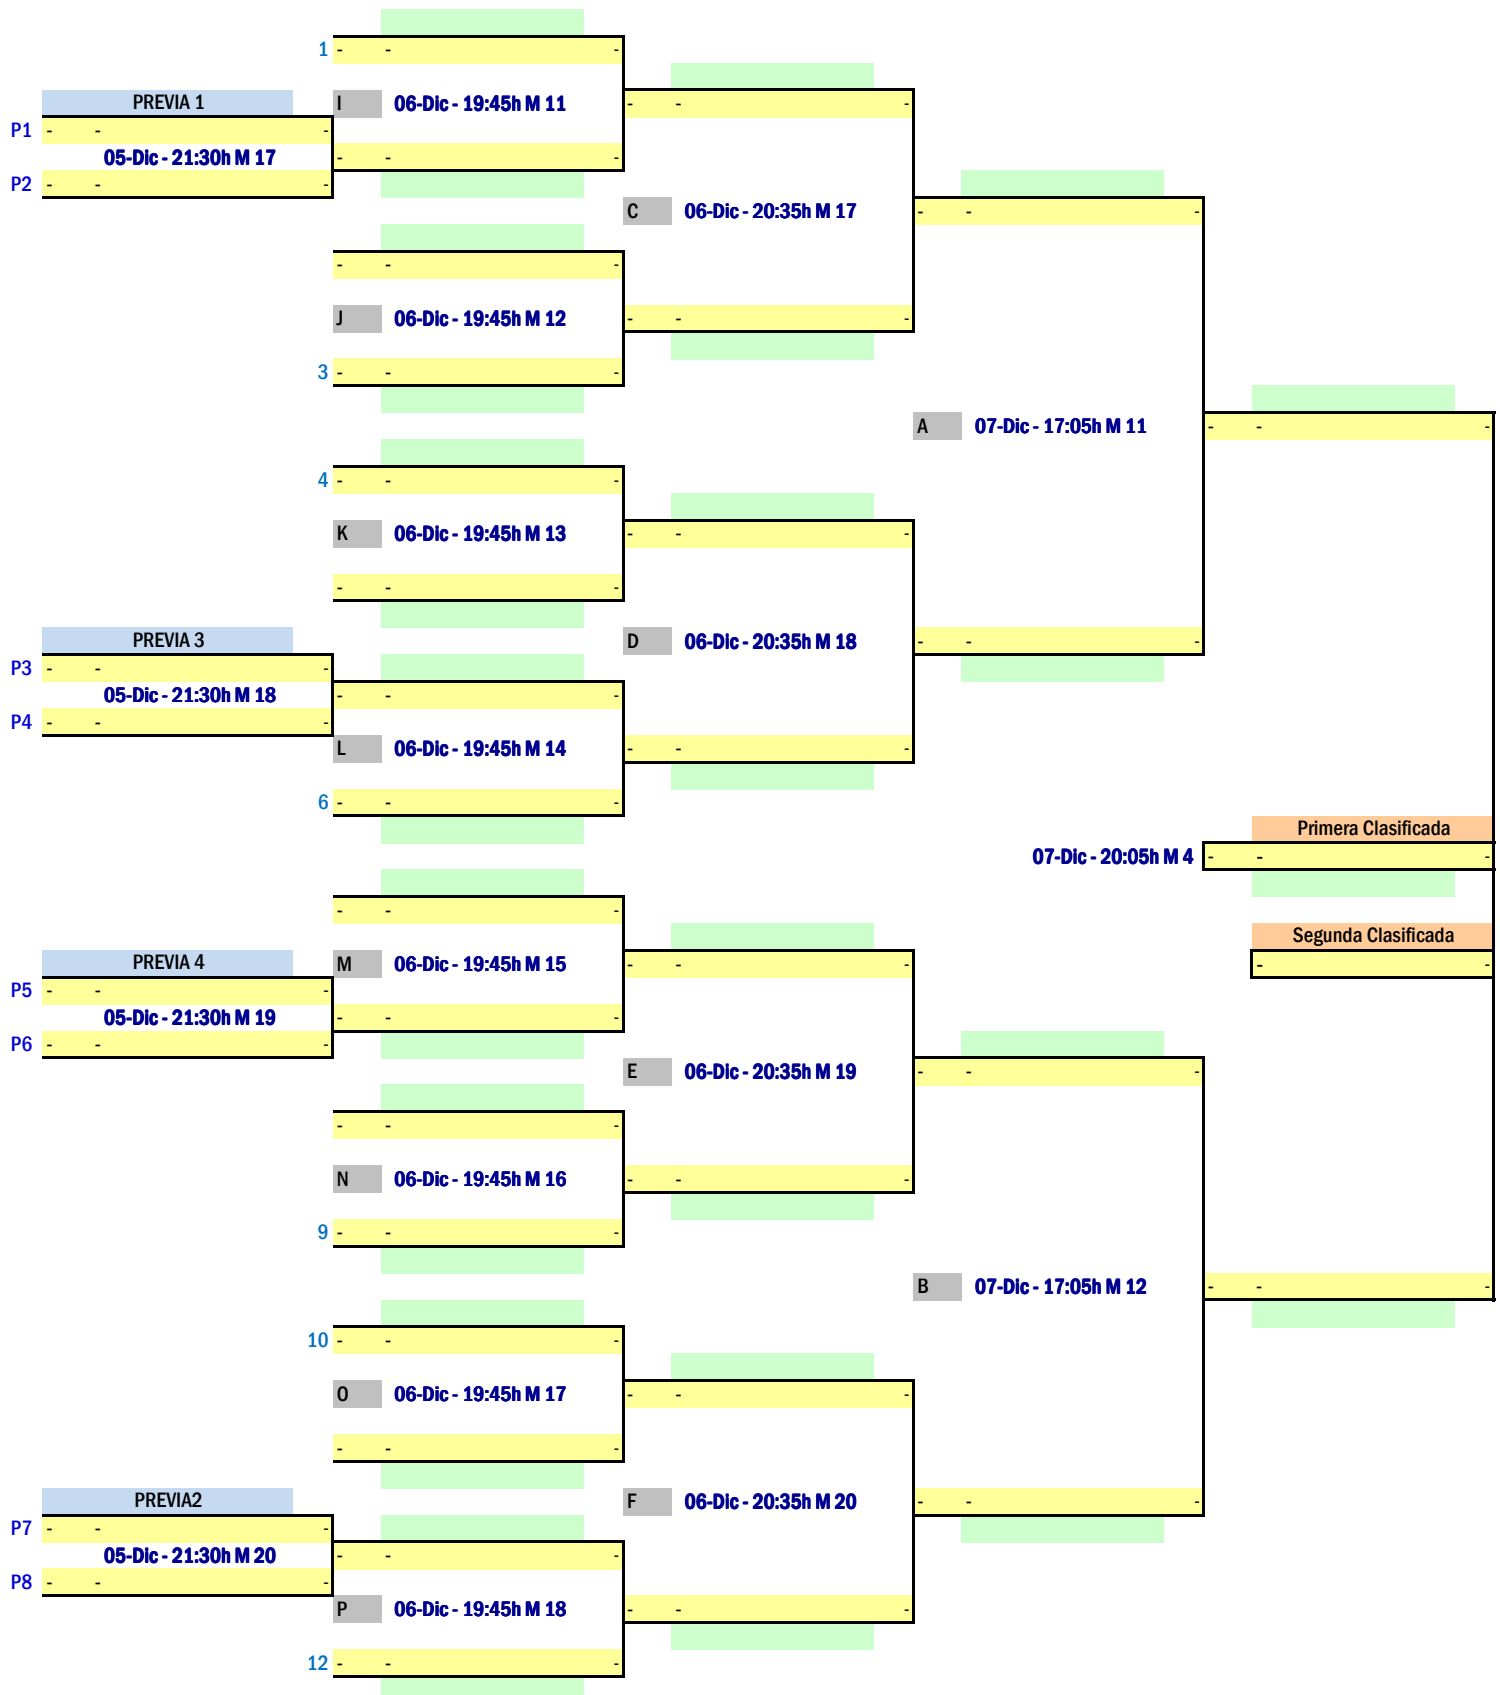 1 - - -
PREVIA 1
I 06-Dic - 19:45h M 11
- - -
P1 - - -
05-Dic - 21:30h M 17
- - -
P2 - - -
C 06-Dic - 20:35h M 17
- - -
- - -
J 06-Dic - 19:45h M 12
- - -
3 - - -
A 07-Dic - 17:05h M 11
- - -
4 - - -
K 06-Dic - 19:45h M 13
- - -
- - -
PREVIA 3
D 06-Dic - 20:35h M 18
- - -
P3 - - -
05-Dic - 21:30h M 18
- - -
P4 - - -
L 06-Dic - 19:45h M 14
- - -
6 - - -
Primera Clasificada
07-Dic - 20:05h M 4 - - -
- - -
Segunda Clasificada
PREVIA 4
M 06-Dic - 19:45h M 15
- - -
- -
P5 - - -
05-Dic - 21:30h M 19
- - -
P6 - - -
E 06-Dic - 20:35h M 19
- - -
- - -
N 06-Dic - 19:45h M 16
- - -
9 - - -
B 07-Dic - 17:05h M 12
- - -
10 - - -
O 06-Dic - 19:45h M 17
- - -
- - -
PREVIA2
F 06-Dic - 20:35h M 20
- - -
P7 - - -
05-Dic - 21:30h M 20
- - -
P8 - - -
P 06-Dic - 19:45h M 18
- - -
12 - - -